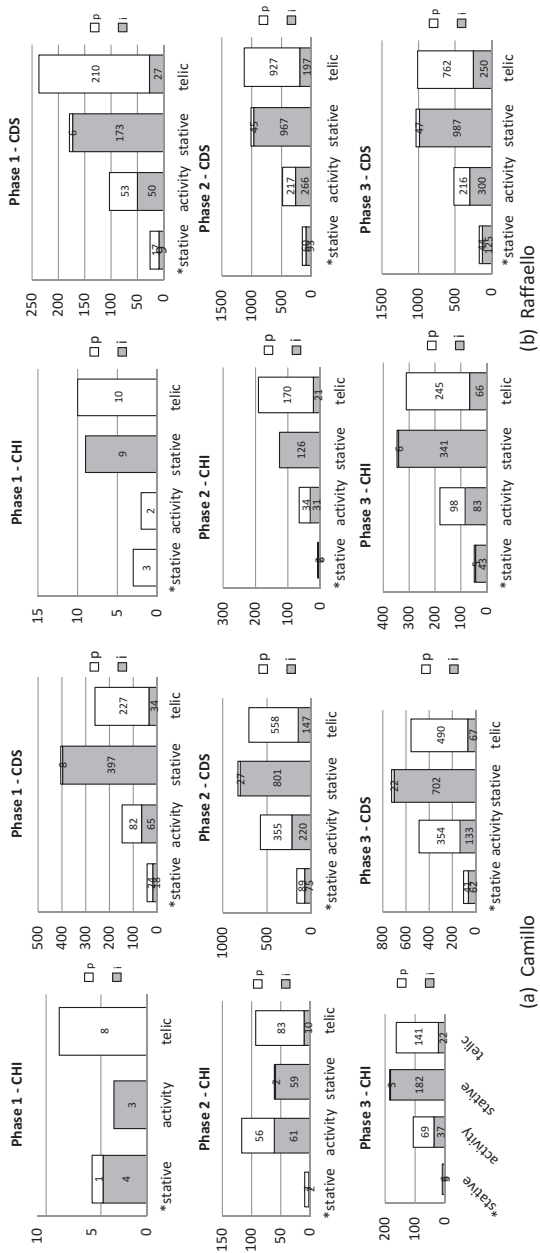 Phase 1 - CHI
10
5
0
1
4
3
8
*stative activity telic
p
i
Phase 1 - CDS
500
400
300
200
100
0
24
18
82
65
8
397
227
34
*stative activity stative telic
p
i
Phase 2 - CHI
150
100
50
0
2
56
61
2
59
83
10
*stative activity stative telic
p
i
Phase 2 - CDS
1000
500
0
89
75
355
220
27
801
558
147
*stative activity stative telic
p
i
Phase 3 - CHI
200
100
0
69
37
3
182
141
22
*stative activity stative telic
p
i
Phase 3 - CDS
800
600
400
200
0
41
62
354
133
22
702
490
67
*stative activity stative telic
p
i
(a) Camillo
Phase 1 - CHI
15
10
5
0
3
2
9
10
*stative activity stative telic
p
i
Phase 1 - CDS
250
200
150
100
50
0
17
9
53
50
6
173
210
27
*stative activity stative telic
p
i
Phase 2 - CHI
300
200
100
0
34
31
126
170
21
*stative activity stative telic
p
i
Phase 2 - CDS
1500
1000
500
0
93
217
266
45
967
927
197
*stative activity stative telic
p
i
Phase 3 - CHI
400
300
200
100
0
5
43
98
83
6
341
245
66
*stative activity stative telic
p
i
Phase 3 - CDS
1500
1000
500
0
44
125
216
300
47
987
762
250
*stative activity stative telic
p
i
(b) Raffaello